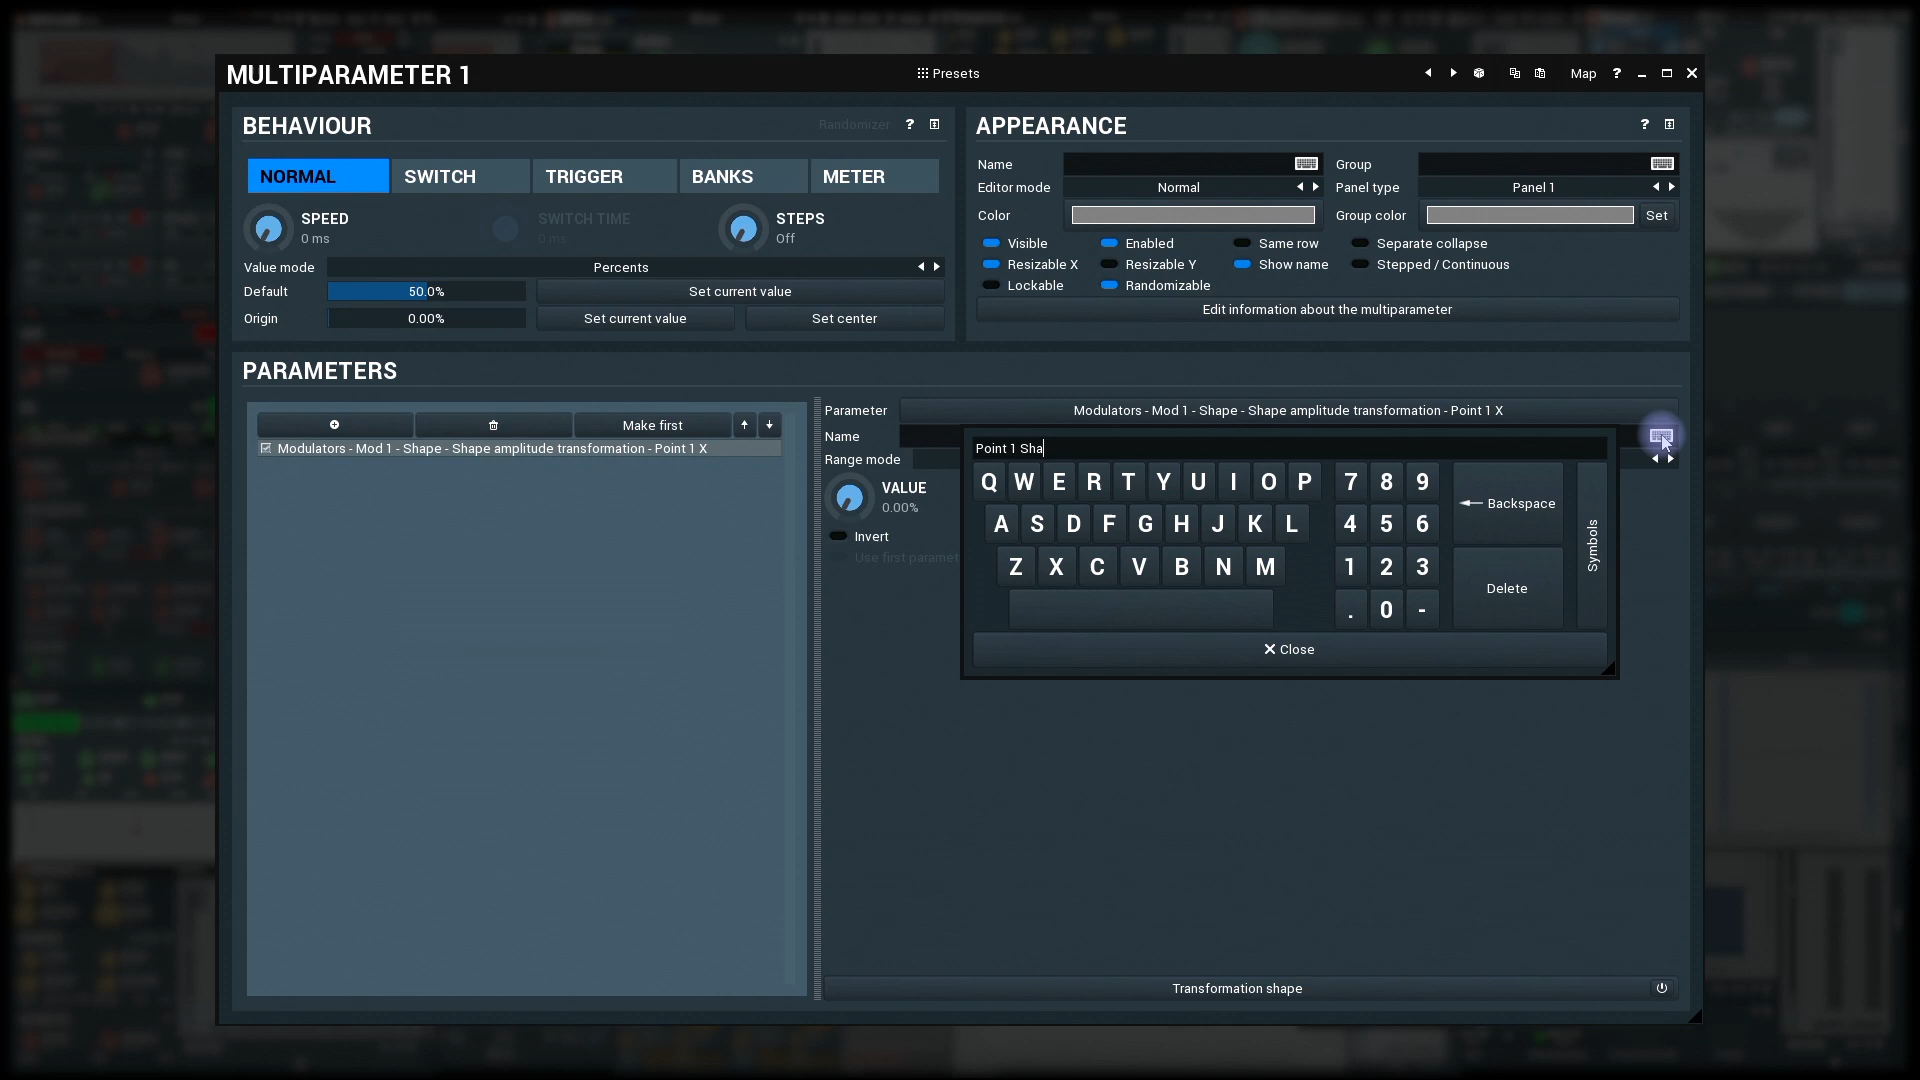 MULTIPARAMETER 1
Presets
Map ?
BEHAVIOUR
Randomizer ?
NORMAL SWITCH TRIGGER BANKS METER
SPEED
0 ms
SWITCH TIME
0 ms
STEPS
Off
Value mode Percents
Default 50.0% Set current value
Origin 0.00% Set current value Set center
APPEARANCE
?
Name Group
Editor mode Normal Panel type Panel 1
Color Group color Set
Visible Enabled Same row Separate collapse
Resizable X Resizable Y Show name Stepped / Continuous
Lockable Randomizable
Edit information about the multiparameter
PARAMETERS
Make first
Modulators - Mod 1 - Shape - Shape amplitude transformation - Point 1 X
Parameter Modulators - Mod 1 - Shape - Shape amplitude transformation - Point 1 X
Name
Range mode
VALUE
0.00%
Invert
Use first paramet
Point 1 Sha
Q W E R T Y U I O P 7 8 9
A S D F G H J K L 4 5 6
Z X C V B N M 1 2 3
. 0 -
Backspace
Delete
Symbols
Close
Transformation shape